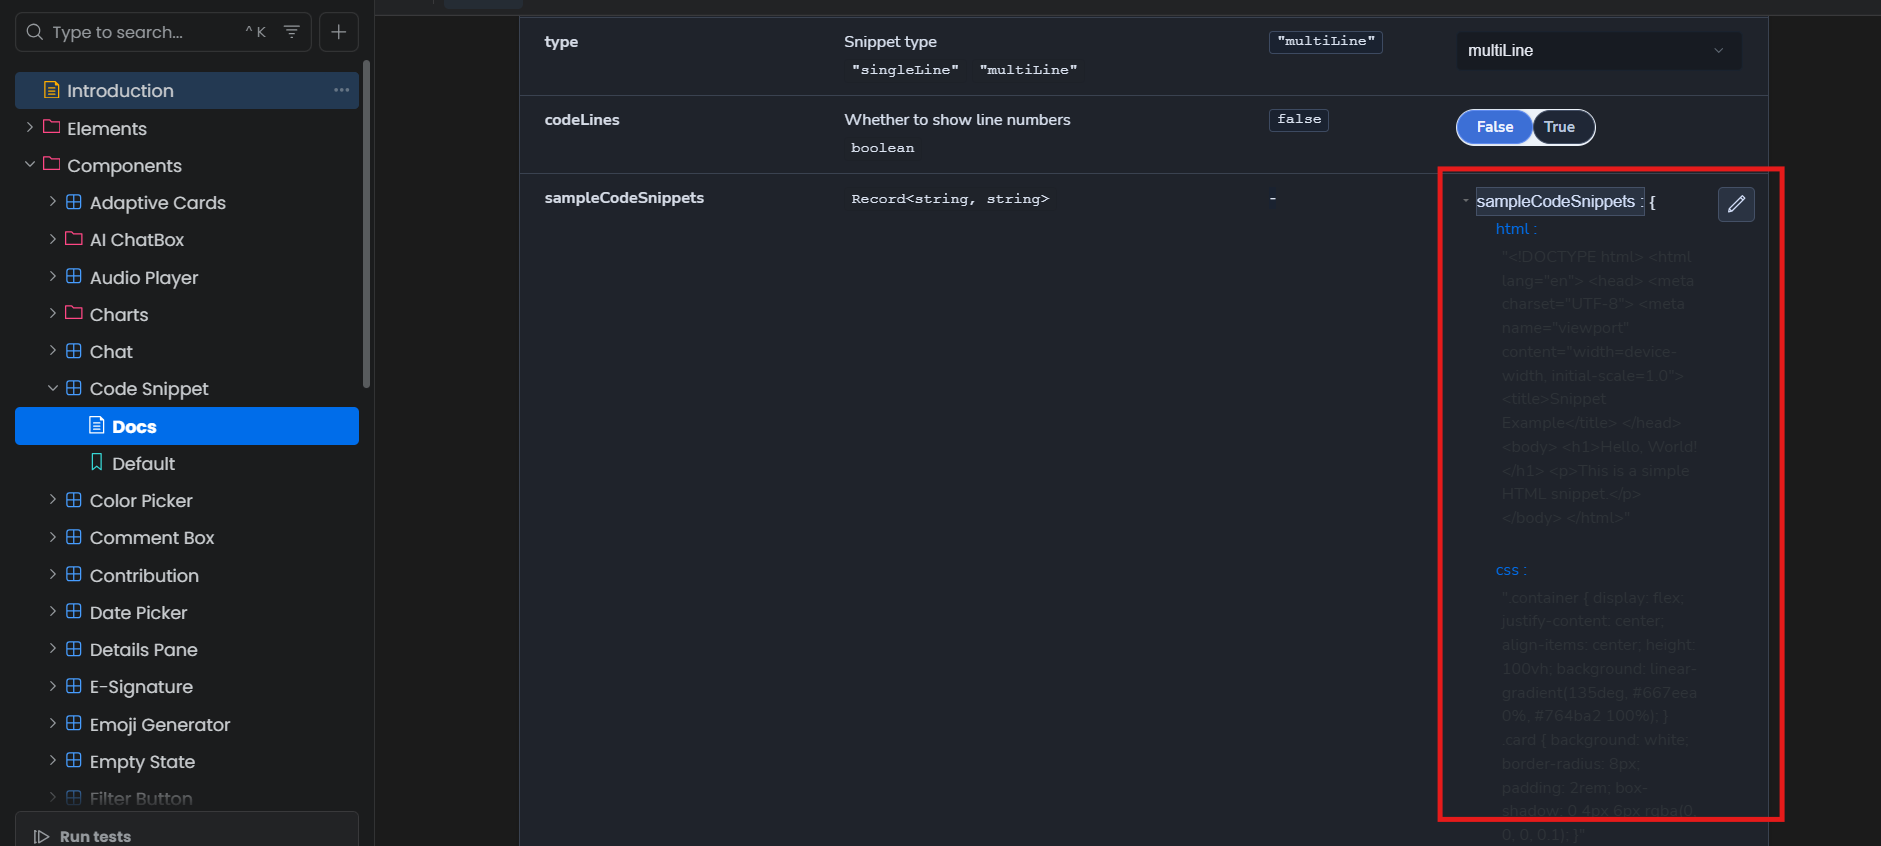 Type to search...
^ K
Introduction
Elements
Components
Adaptive Cards
AI ChatBox
Audio Player
Charts
Chat
Code Snippet
Docs
Default
Color Picker
Comment Box
Contribution
Date Picker
Details Pane
E-Signature
Emoji Generator
Empty State
Filter Button
Run tests
type
Snippet type
"singleLine" "multiLine"
"multiLine"
multiLine
codeLines
Whether to show line numbers
boolean
false
False True
sampleCodeSnippets
Record<string, string>
-
sampleCodeSnippets : {
html :
"<!DOCTYPE html> <html
lang="en"> <head> <meta
charset="UTF-8"> <meta
name="viewport"
content="width=device-
width, initial-scale=1.0">
<title>Snippet
Example</title> </head>
<body> <h1>Hello, World!
</h1> <p>This is a simple
HTML snippet.</p>
</body> </html>"
css :
".container { display: flex;
justify-content: center;
align-items: center; height:
100vh; background: linear-
gradient(135deg, #667eea
0%, #764ba2 100%); }
.card { background: white;
border-radius: 8px;
padding: 2rem; box-
shadow: 0 4px 6px rgba(0,
0, 0, 0.1); }"